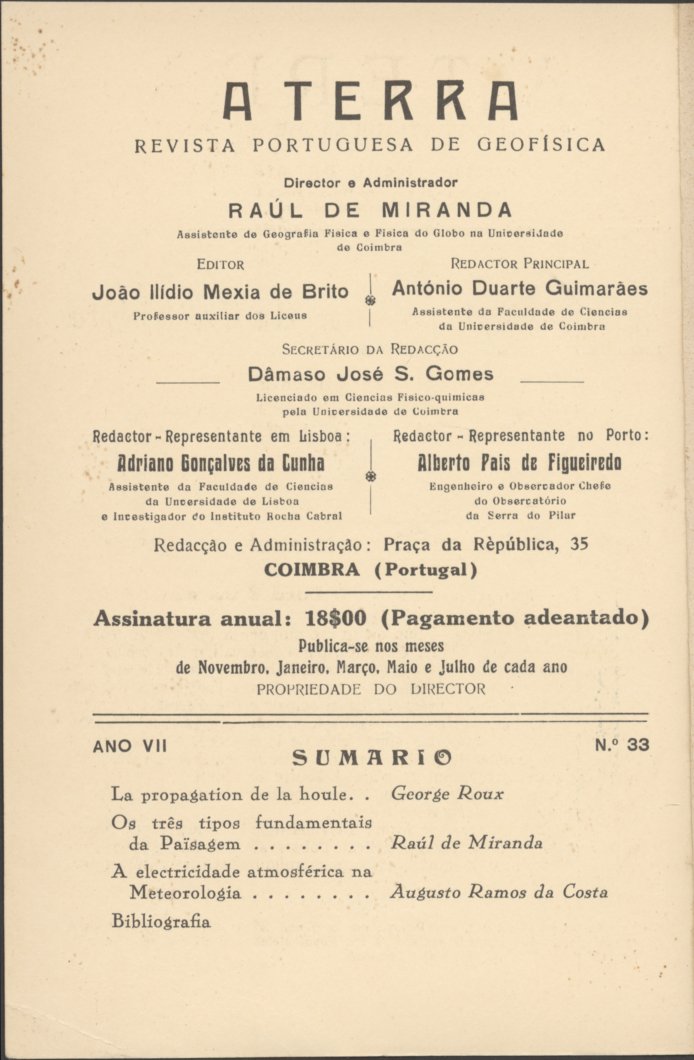 A TERRA
REVISTA PORTUGUESA DE GEOFÍSICA
Director e Administrador
RAÚL DE MIRANDA
Assistente de Geografia Fisica e Fisica do Globo na Universidade
de Coimbra
EDITOR
João Ilídio Mexia de Brito
Professor auxiliar dos Liceus
REDACTOR PRINCIPAL
António Duarte Guimarães
Assistente da Faculdade de Ciencias
da Universidade de Coimbra
SECRETÁRIO DA REDACÇÃO
Dâmaso José S. Gomes
Licenciado em Ciencias Fisico-quimicas
pela Universidade de Coimbra
Redactor - Representante em Lisboa:
Adriano Gonçalves da Cunha
Assistente da Faculdade de Ciencias
da Unversidade de Lisboa
e Investigador do Instituto Rocha Cabral
Redactor - Representante no Porto:
Alberto Pais de Figueiredo
Engenheiro e Observador Chefe
do Observatório
da Serra do Pilar
Redacção e Administração: Praça da Rèpública, 35
COIMBRA (Portugal)
Assinatura anual: 18$00 (Pagamento adeantado)
Publica-se nos meses
de Novembro, Janeiro, Março, Maio e Julho de cada ano
PROPRIEDADE DO DIRECTOR
ANO VII
SUMARIO
N.º 33
La propagation de la houle. . George Roux
Os três tipos fundamentais
da Païsagem . . . . . . . . Raúl de Miranda
A electricidade atmosférica na
Meteorologia . . . . . . . . Augusto Ramos da Costa
Bibliografia